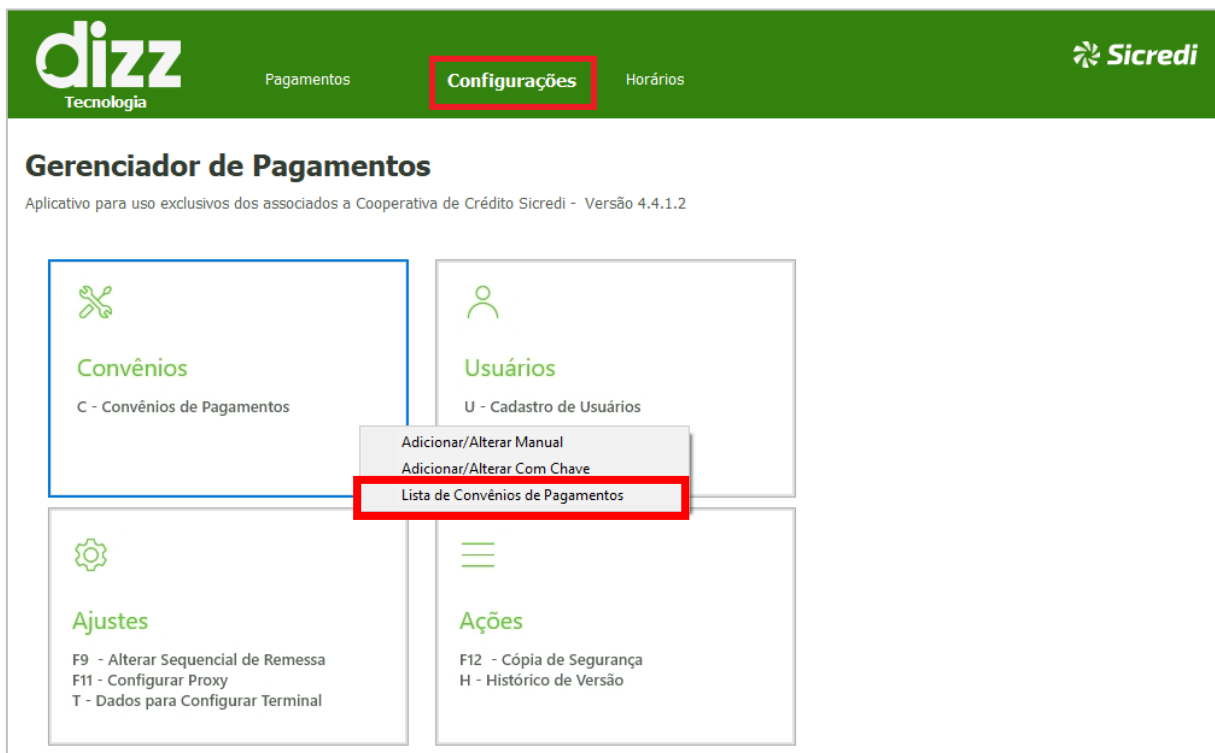 dizz
Tecnologia
Pagamentos
Configurações
Horários
Sicredi
Gerenciador de Pagamentos
Aplicativo para uso exclusivos dos associados a Cooperativa de Crédito Sicredi - Versão 4.4.1.2
Convênios
C - Convênios de Pagamentos
Usuários
U - Cadastro de Usuários
Adicionar/Alterar Manual
Adicionar/Alterar Com Chave
Lista de Convênios de Pagamentos
Ajustes
F9 - Alterar Sequencial de Remessa
F11 - Configurar Proxy
T - Dados para Configurar Terminal
Ações
F12 - Cópia de Segurança
H - Histórico de Versão